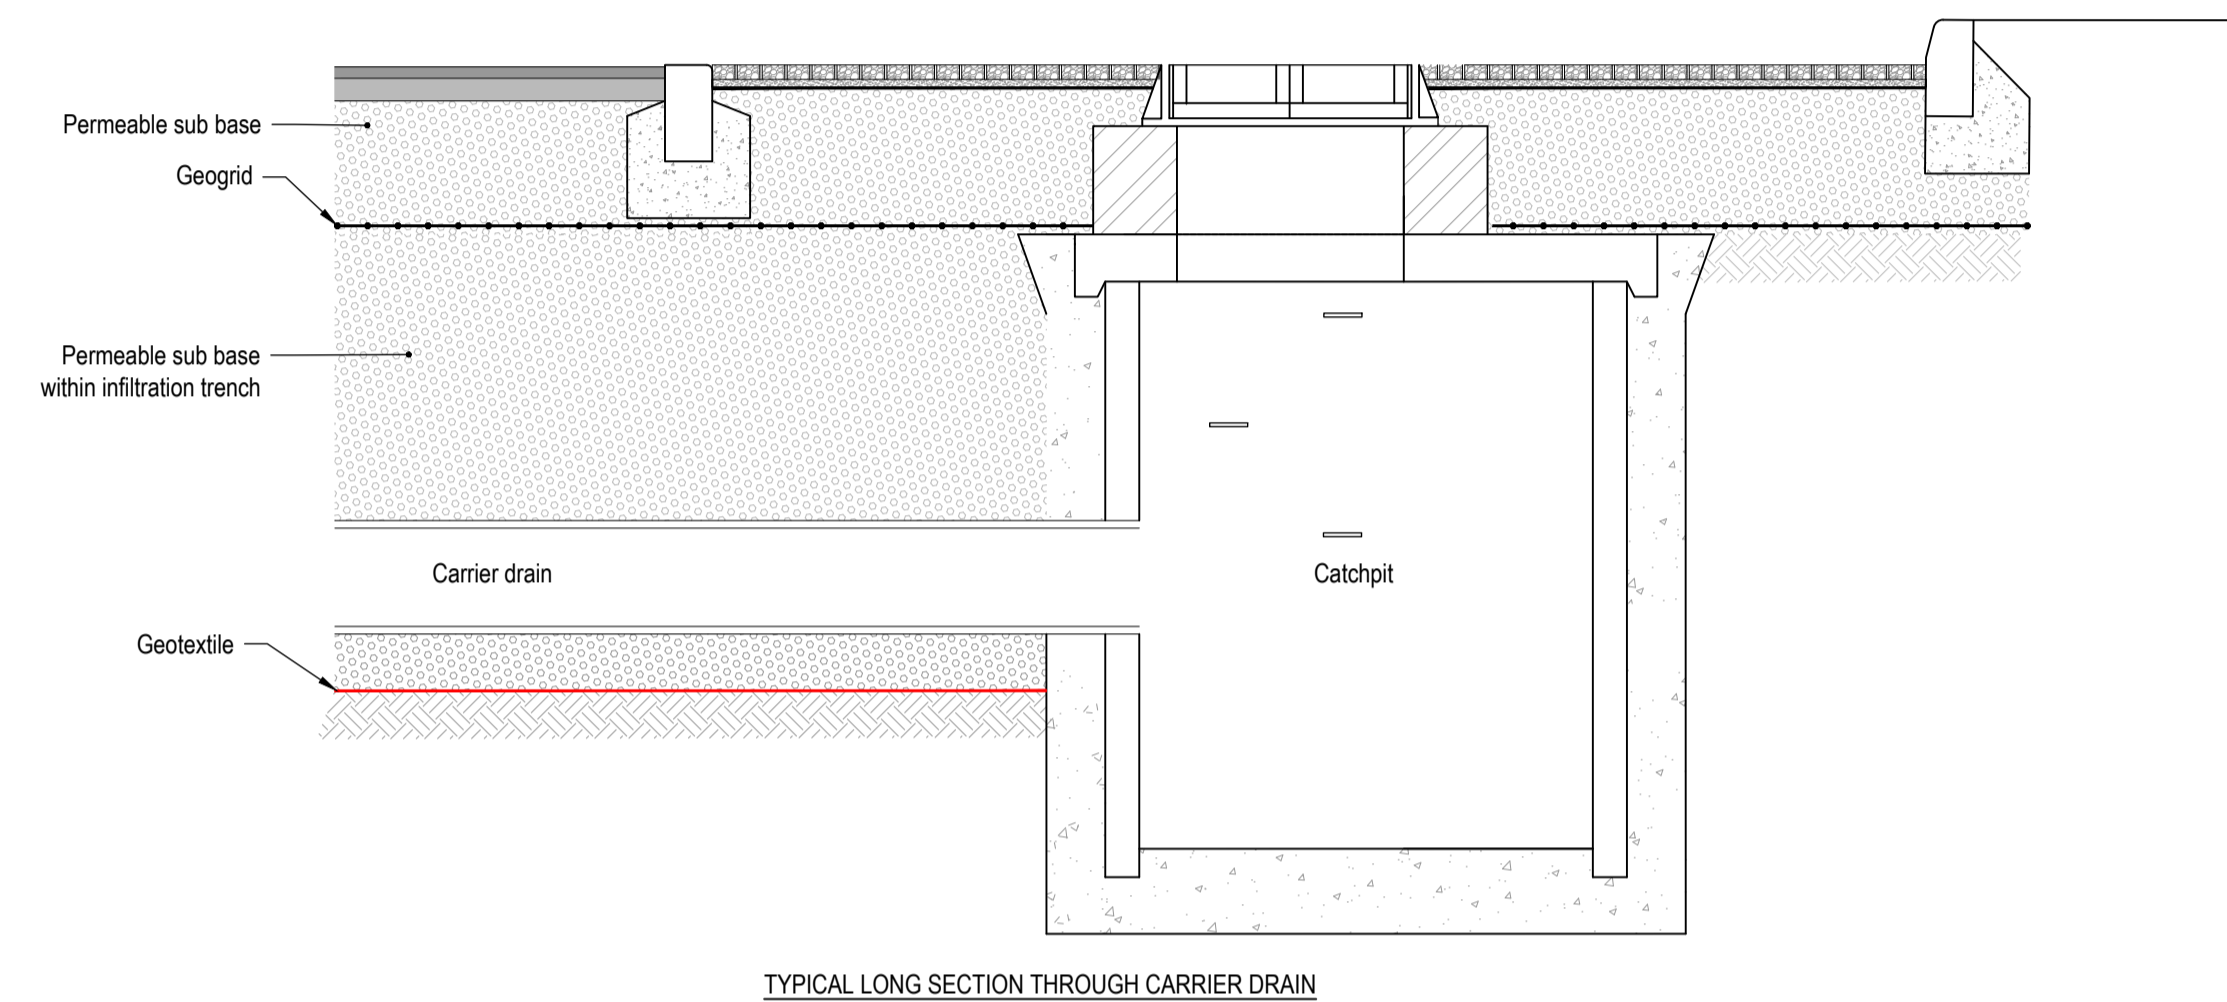 Permeable sub base
Geogrid
Permeable sub base
within infiltration trench
Carrier drain
Catchpit
Geotextile
TYPICAL LONG SECTION THROUGH CARRIER DRAIN